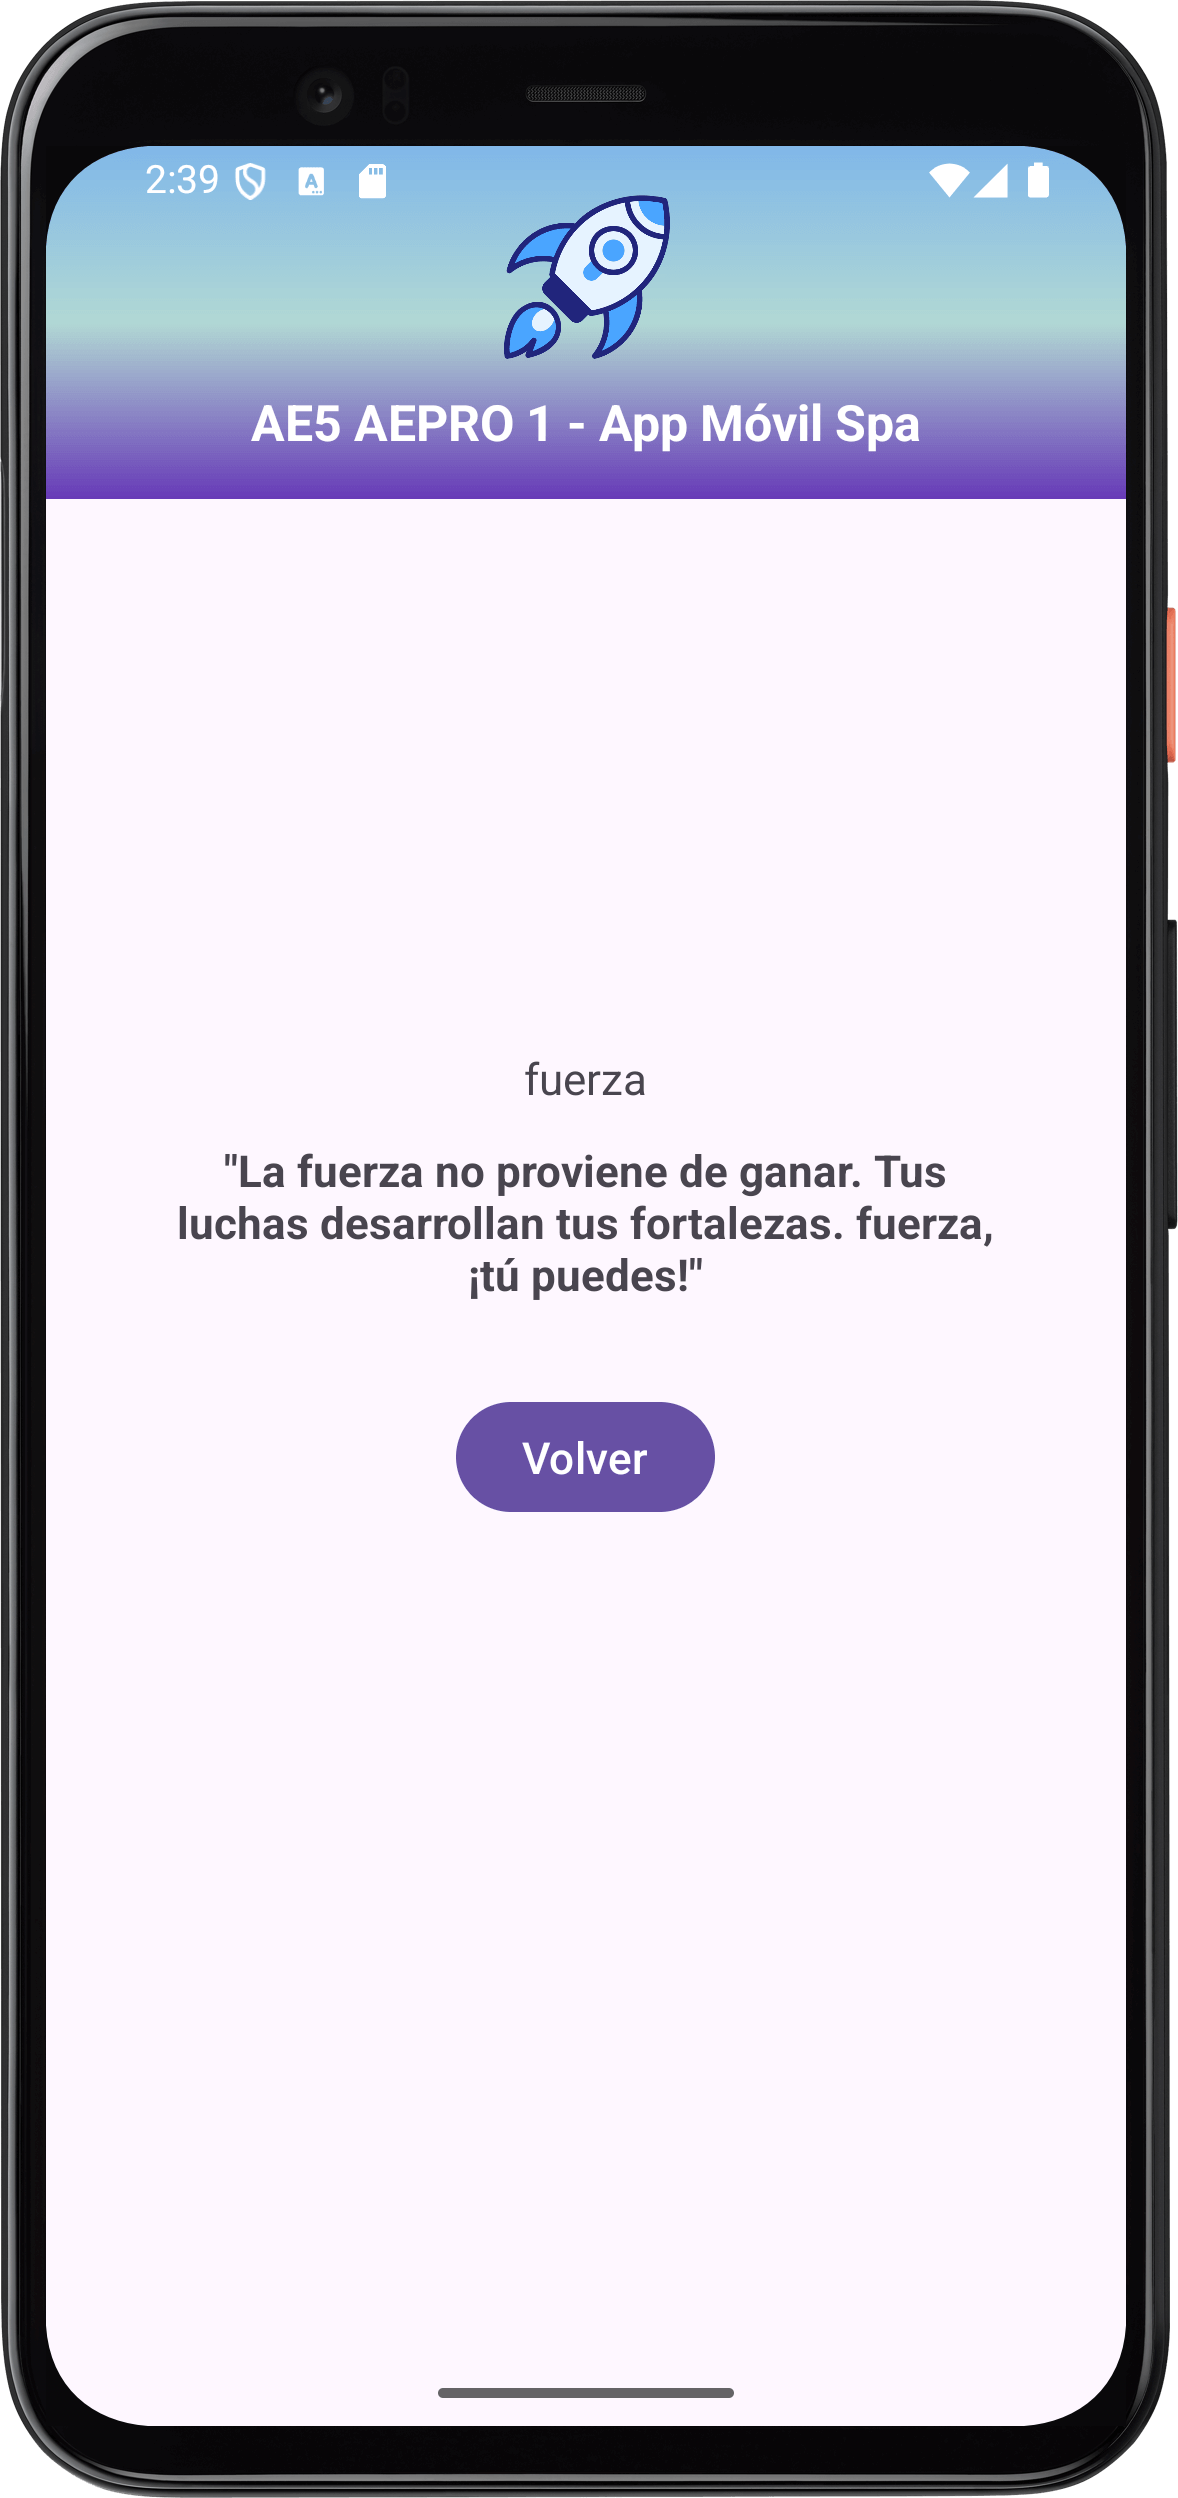 2:39
AE5 AEPRO 1 - App Móvil Spa
fuerza
"La fuerza no proviene de ganar. Tus
luchas desarrollan tus fortalezas. fuerza,
¡tú puedes!"
Volver